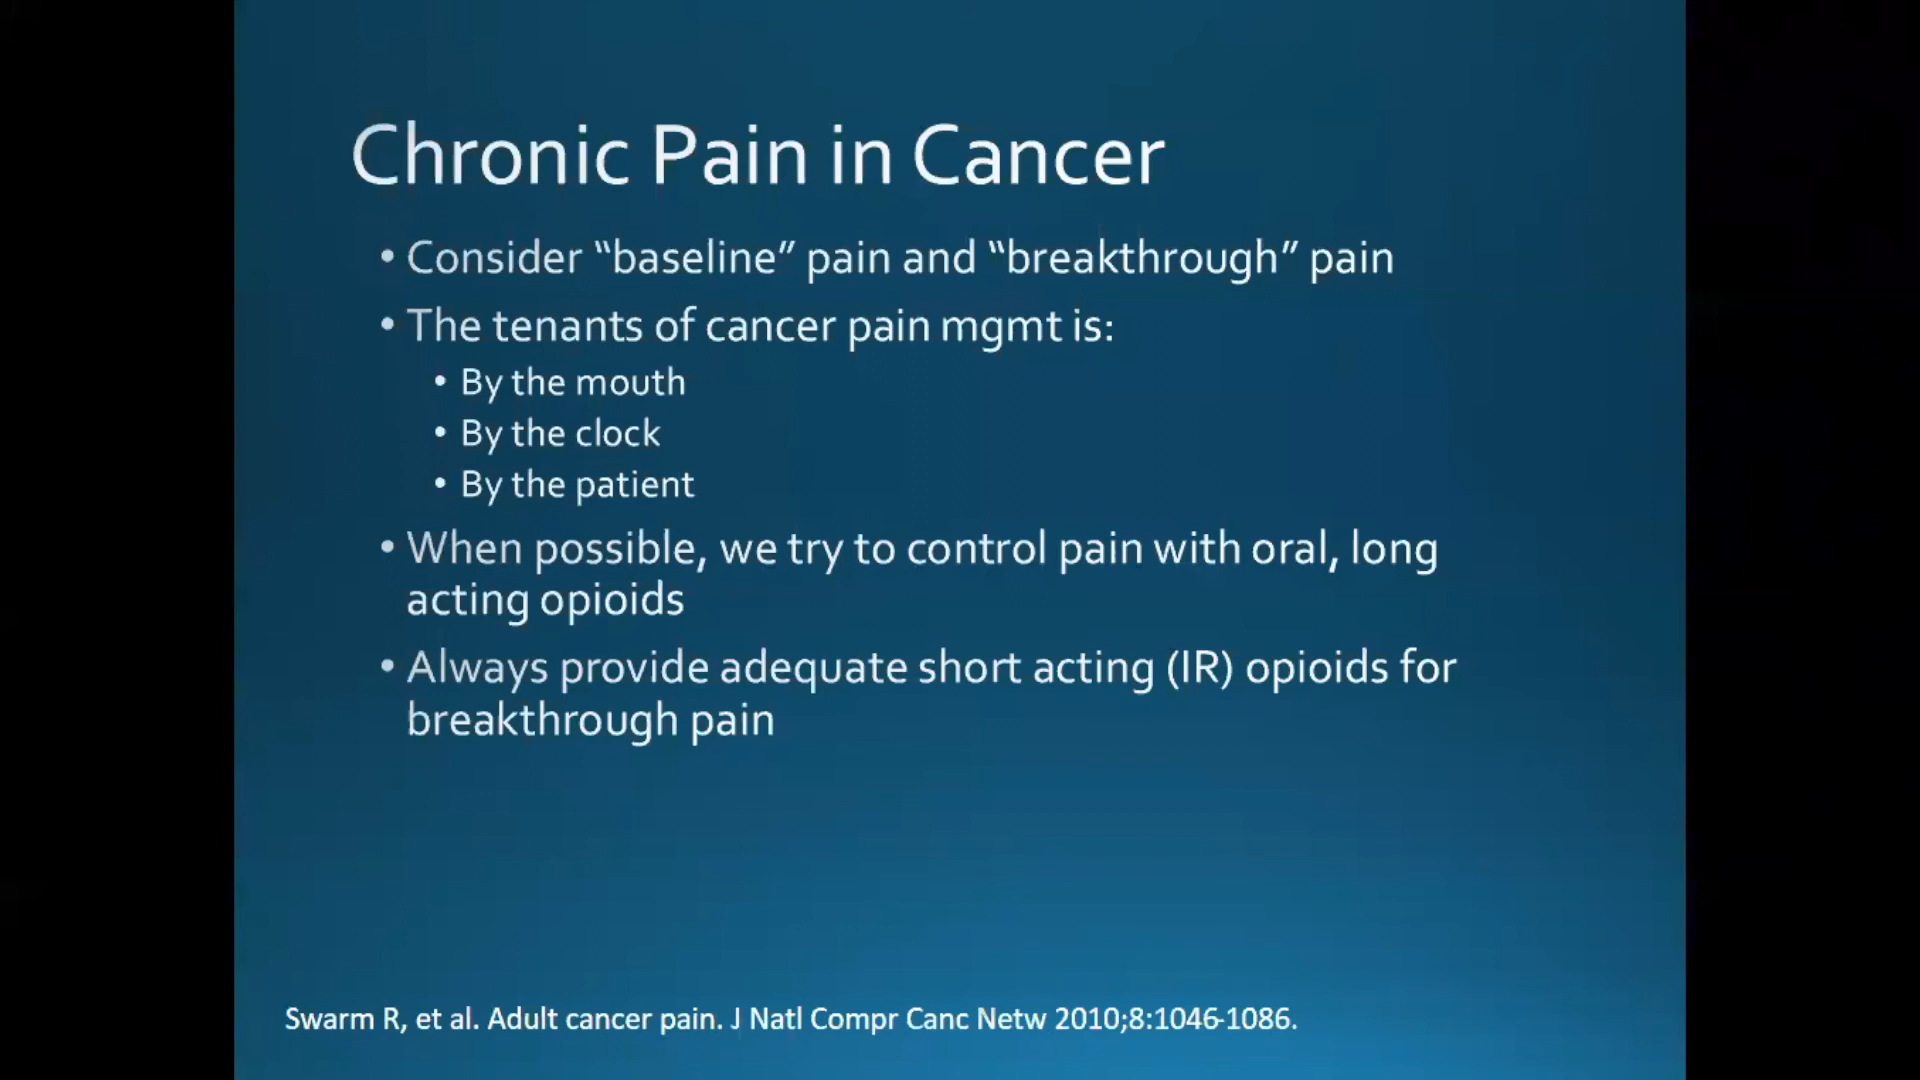 Chronic Pain in Cancer
• Consider “baseline” pain and “breakthrough” pain
• The tenants of cancer pain mgmt is:
• By the mouth
• By the clock
• By the patient
• When possible, we try to control pain with oral, long
acting opioids
• Always provide adequate short acting (IR) opioids for
breakthrough pain
Swarm R, et al. Adult cancer pain. J Natl Compr Canc Netw 2010;8:1046-1086.